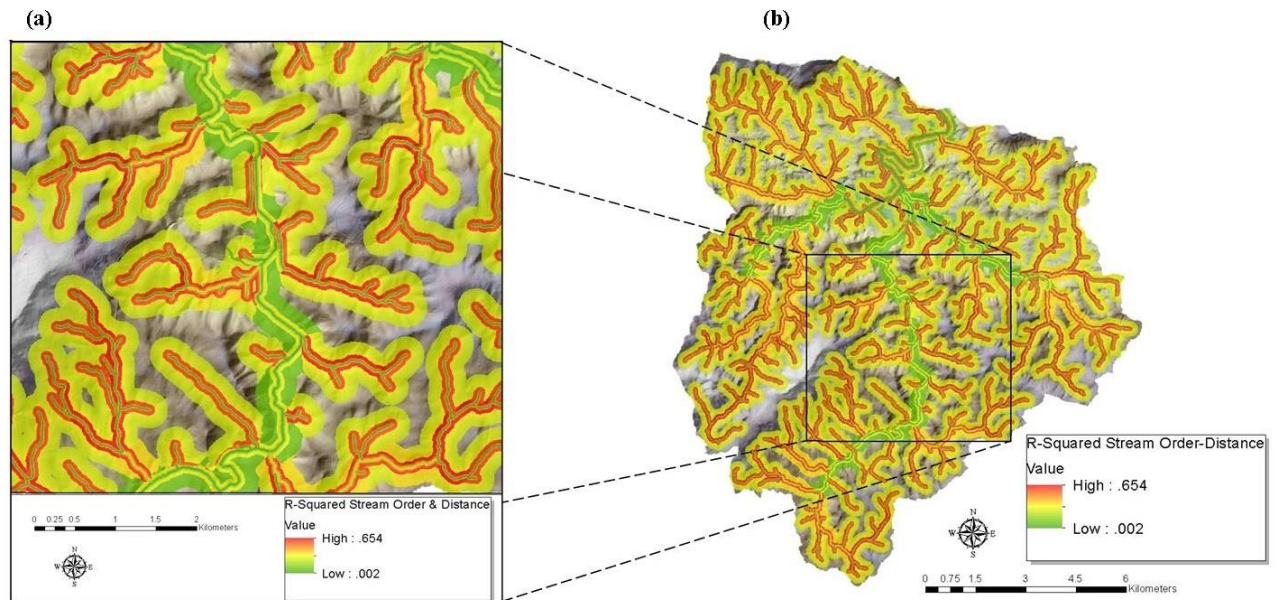 (a)
(b)
R-Squared Stream Order & Distance
Value
High : .654
Low : .002
0 0.25 0.5 1 1.5 2
Kilometers
N
W E
S
R-Squared Stream Order-Distance
Value
High : .654
Low : .002
N
W E
S
0 0.75 1.5 3 4.5 6
Kilometers